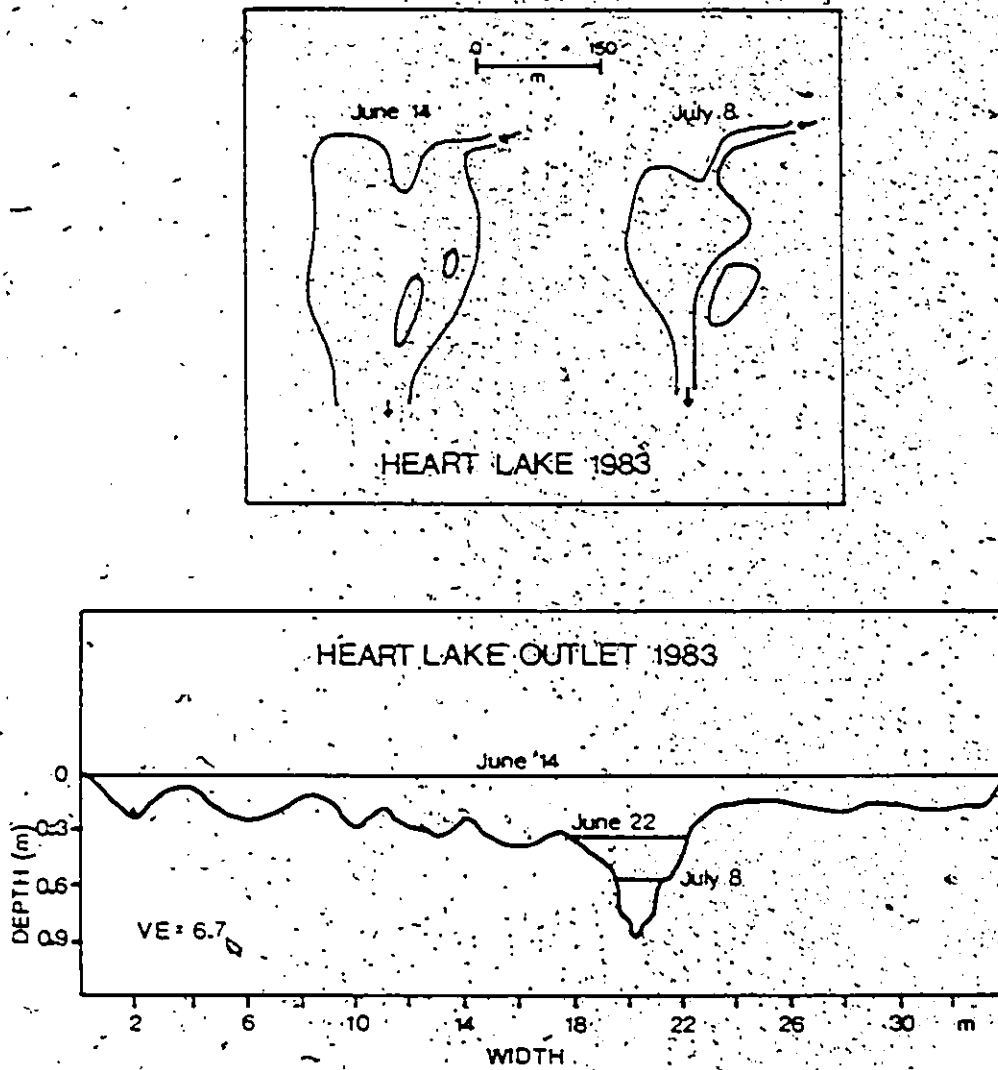 0 150
m
June 14 July 8
HEART LAKE 1983
HEART LAKE OUTLET 1983
June 14
0
0.3
June 22
0.6
July 8
0.9
VE = 6.7
DEPTH (m)
2 6 10 14 18 22 26 30 m
WIDTH